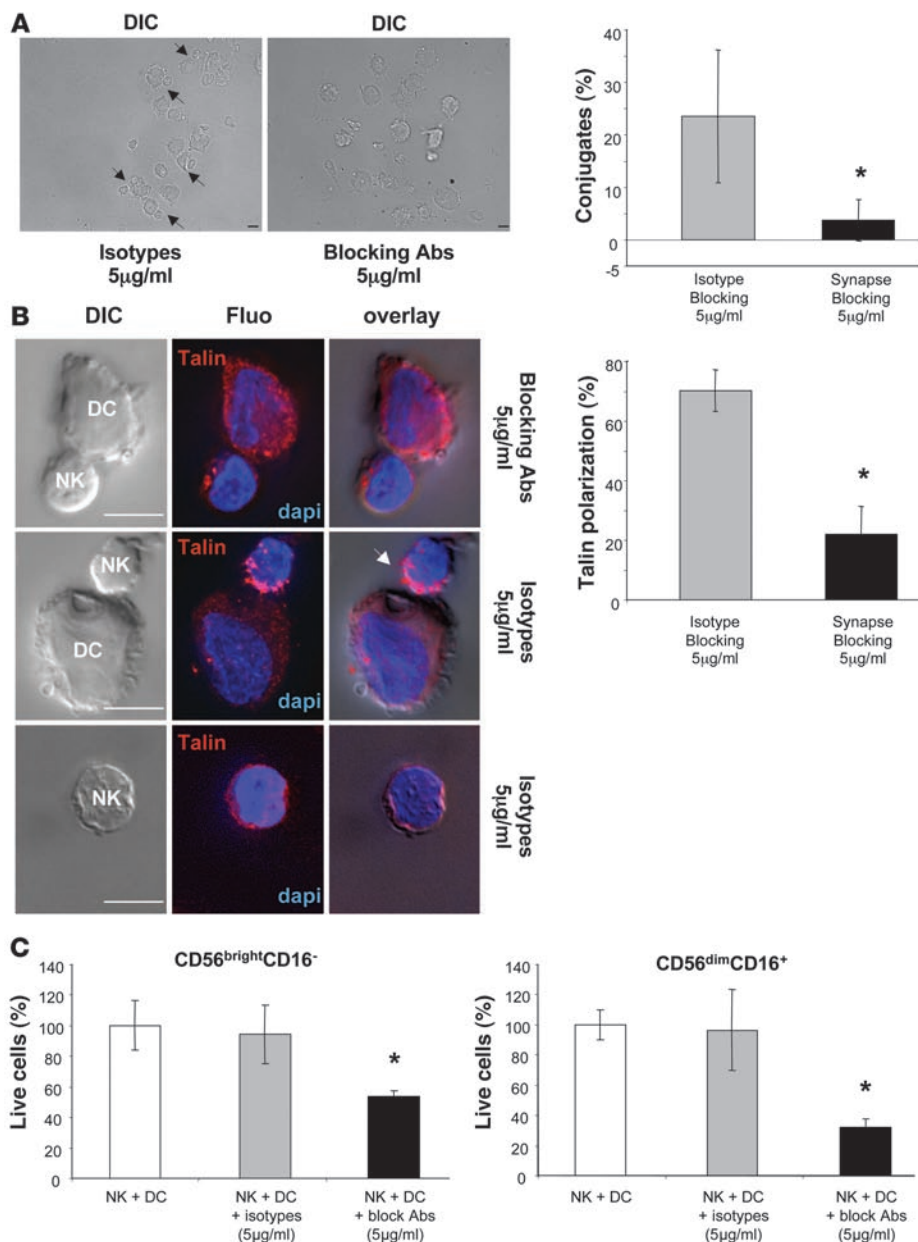 A
DIC
DIC
Isotypes
5µg/ml
Blocking Abs
5µg/ml
Conjugates (%)
40
30
20
10
0
-5
Isotype
Blocking
5µg/ml
Synapse
Blocking
5µg/ml
*
B
DIC
Fluo
overlay
DC
NK
Talin
dapi
Blocking Abs
5µg/ml
NK
DC
Talin
dapi
Isotypes
5µg/ml
NK
Talin
dapi
Isotypes
5µg/ml
Talin polarization (%)
80
60
40
20
0
Isotype
Blocking
5µg/ml
Synapse
Blocking
5µg/ml
*
C
CD56brightCD16-
Live cells (%)
140
120
100
80
60
40
20
0
*
NK + DC
NK + DC
+ isotypes
(5µg/ml)
NK + DC
+ block Abs
(5µg/ml)
CD56dimCD16+
Live cells (%)
140
120
100
80
60
40
20
0
*
NK + DC
NK + DC
+ isotypes
(5µg/ml)
NK + DC
+ block Abs
(5µg/ml)